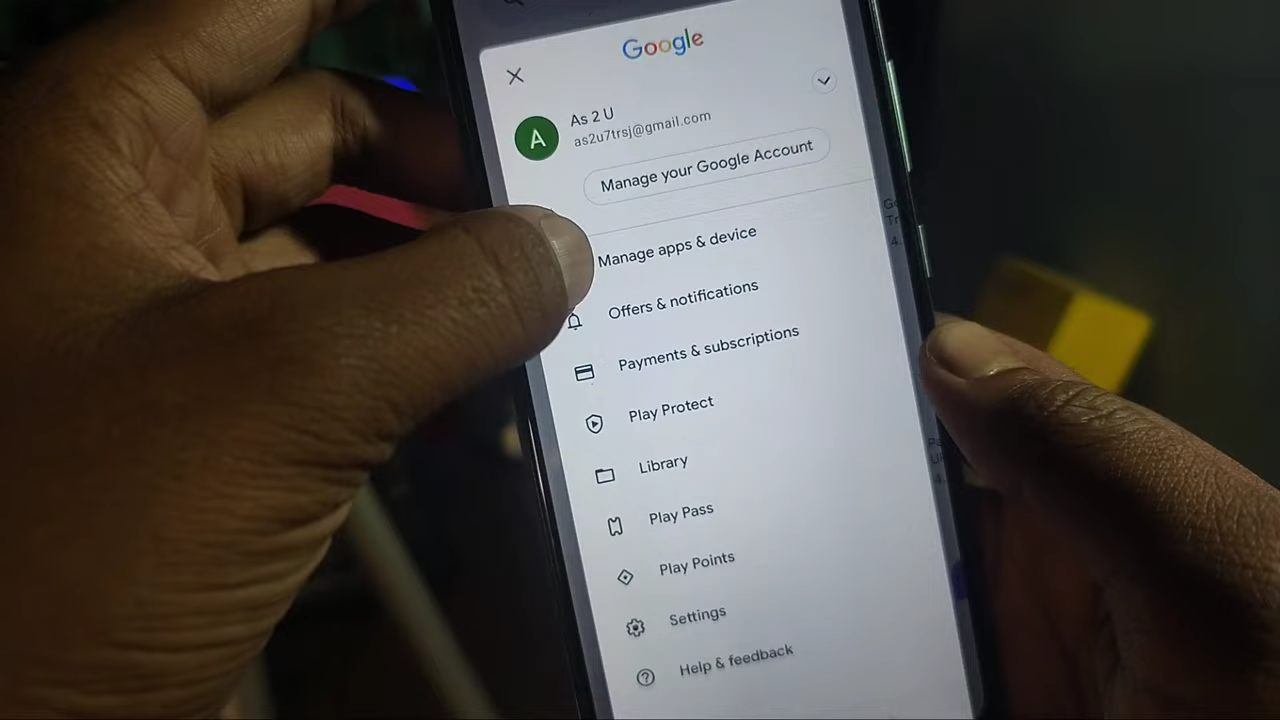 Google
As 2 U
A
as2u7trsj@gmail.com
Manage your Google Account
Manage apps & device
Offers & notifications
Payments & subscriptions
Play Protect
Library
Play Pass
Play Points
Settings
Help & feedback